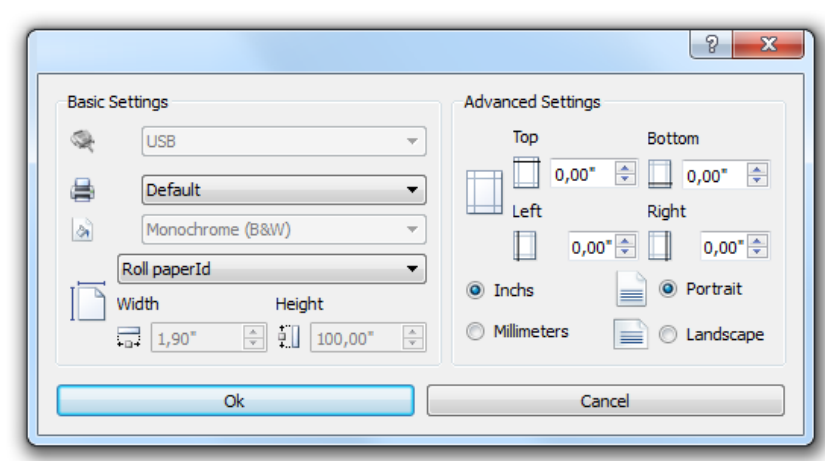 ?
x
Basic Settings
USB
Default
Monochrome (B&W)
Roll paperId
Width Height
1,90" 100,00"
Advanced Settings
Top Bottom
0,00" 0,00"
Left Right
0,00" 0,00"
Inchs Portrait
Millimeters Landscape
Ok Cancel